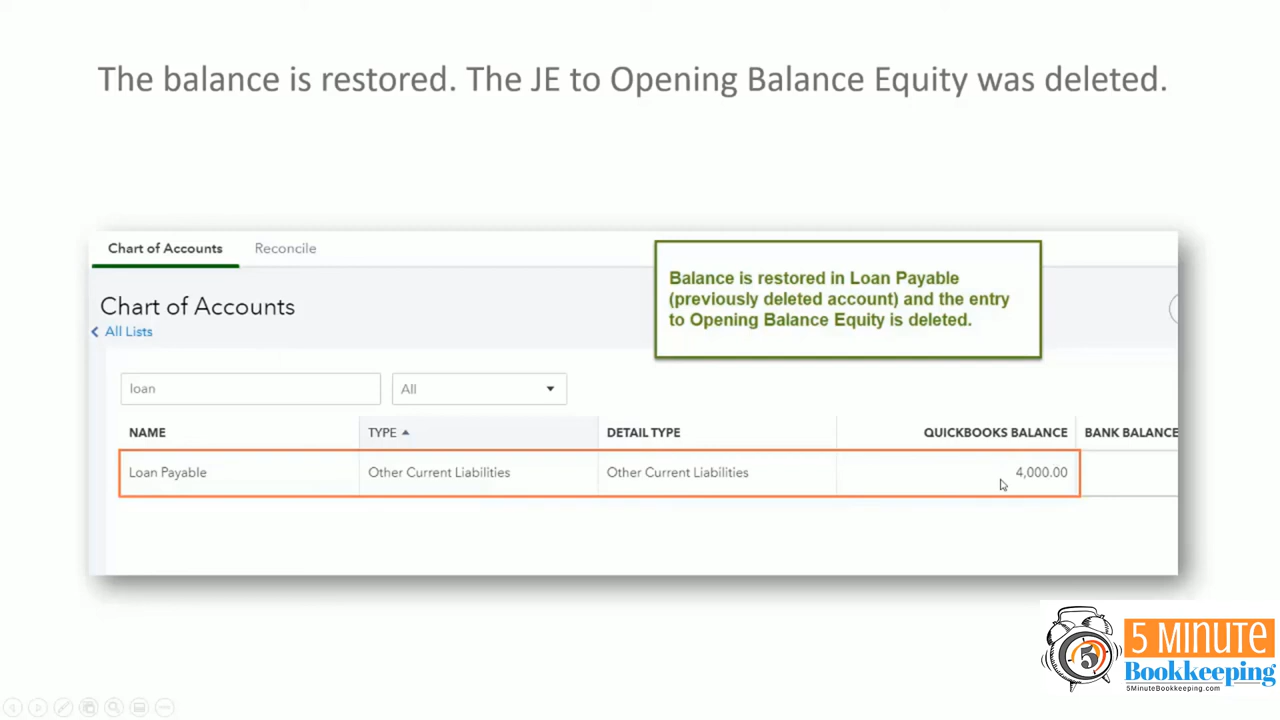 The balance is restored. The JE to Opening Balance Equity was deleted.
Chart of Accounts
Reconcile
Balance is restored in Loan Payable
(previously deleted account) and the entry
to Opening Balance Equity is deleted.
Chart of Accounts
All Lists
loan
All
NAME
TYPE
DETAIL TYPE
QUICKBOOKS BALANCE
BANK BALANCE
Loan Payable
Other Current Liabilities
Other Current Liabilities
4,000.00
5
5 MINUTE
Bookkeeping
5MinuteBookkeeping.com